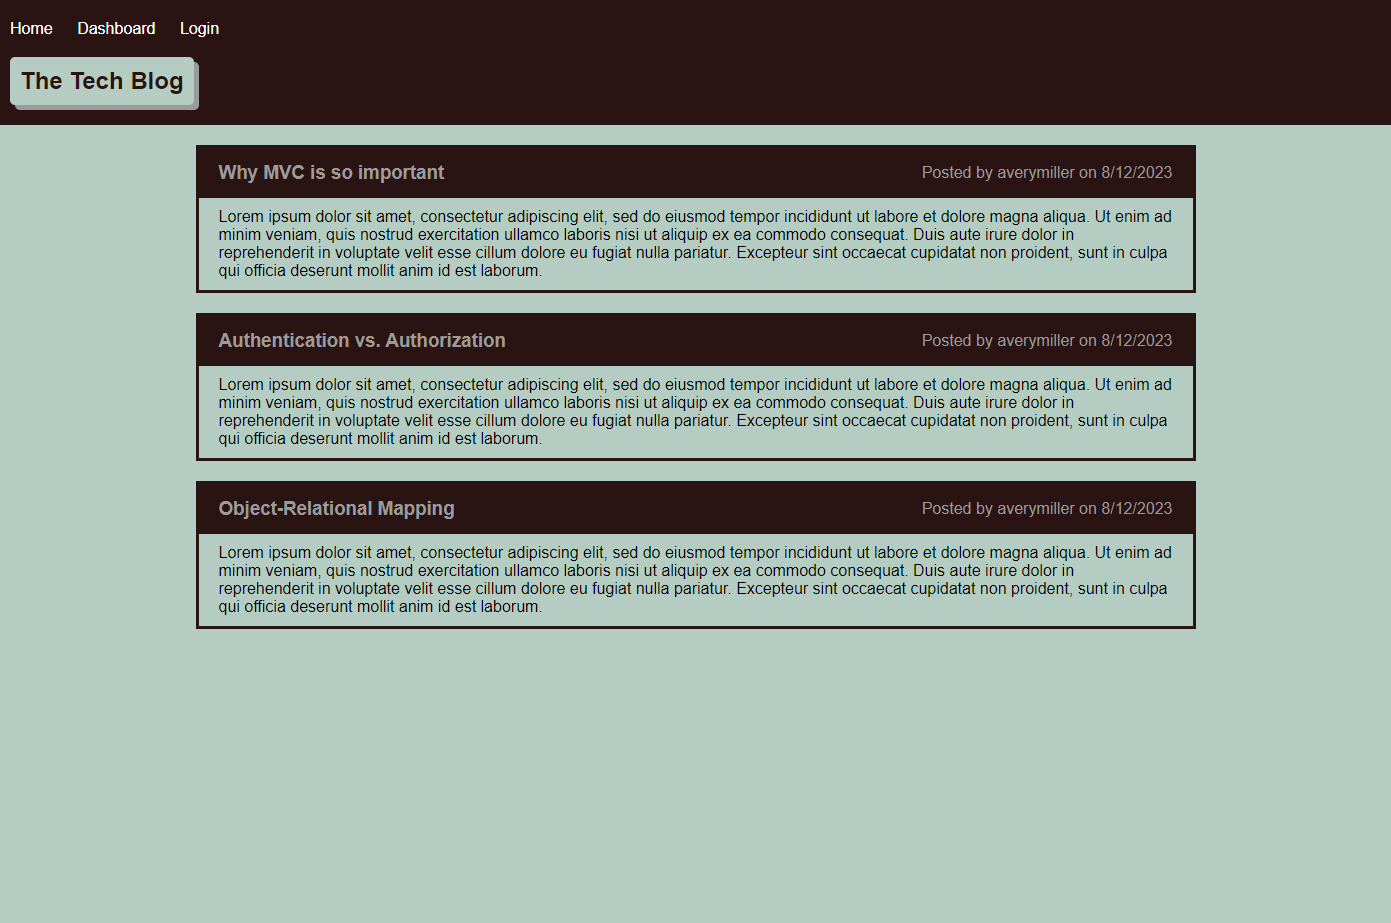 Home Dashboard Login
The Tech Blog
Why MVC is so important Posted by averymiller on 8/12/2023
Lorem ipsum dolor sit amet, consectetur adipiscing elit, sed do eiusmod tempor incididunt ut labore et dolore magna aliqua. Ut enim ad
minim veniam, quis nostrud exercitation ullamco laboris nisi ut aliquip ex ea commodo consequat. Duis aute irure dolor in
reprehenderit in voluptate velit esse cillum dolore eu fugiat nulla pariatur. Excepteur sint occaecat cupidatat non proident, sunt in culpa
qui officia deserunt mollit anim id est laborum.
Authentication vs. Authorization Posted by averymiller on 8/12/2023
Lorem ipsum dolor sit amet, consectetur adipiscing elit, sed do eiusmod tempor incididunt ut labore et dolore magna aliqua. Ut enim ad
minim veniam, quis nostrud exercitation ullamco laboris nisi ut aliquip ex ea commodo consequat. Duis aute irure dolor in
reprehenderit in voluptate velit esse cillum dolore eu fugiat nulla pariatur. Excepteur sint occaecat cupidatat non proident, sunt in culpa
qui officia deserunt mollit anim id est laborum.
Object-Relational Mapping Posted by averymiller on 8/12/2023
Lorem ipsum dolor sit amet, consectetur adipiscing elit, sed do eiusmod tempor incididunt ut labore et dolore magna aliqua. Ut enim ad
minim veniam, quis nostrud exercitation ullamco laboris nisi ut aliquip ex ea commodo consequat. Duis aute irure dolor in
reprehenderit in voluptate velit esse cillum dolore eu fugiat nulla pariatur. Excepteur sint occaecat cupidatat non proident, sunt in culpa
qui officia deserunt mollit anim id est laborum.